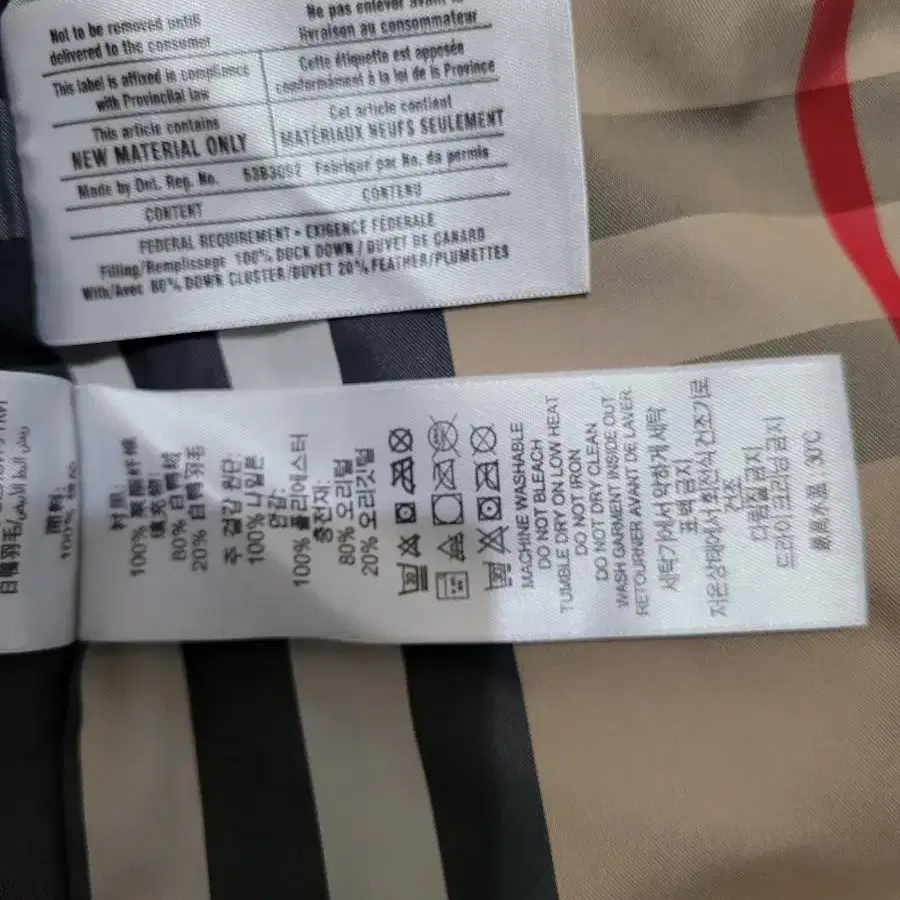 Not to be removed until
delivered to the consumer
Ne pas enlever avant
livraison au consommateur
This label is affixed in compliance
with Provincial law
Cette étiquette est apposée
conformément à la loi de la Province
This article contains
NEW MATERIAL ONLY
Cet article contient
MATÉRIAUX NEUFS SEULEMENT
Made by Ont. Reg. No. Fabriqué par No. da permis
CONTENT
CONTENU
FEDERAL REQUIREMENT - EXIGENCE FÉDÉRALE
Filling/Remplissage 100% DUCK DOWN / DUVET DE CANARD
With/Avec 80% DOWN CLUSTER/DUVET 20% FEATHER/PLUMETTES
白鴨羽毛/
面料:
100%
衬里:
100% 聚酯纤维
填充物:
80% 白鸭绒
20% 白鸭羽毛
주 겉감 원단:
100% 나일론
안감:
100% 폴리에스터
충전재:
80% 오리털
20% 오리깃털
30
MACHINE WASHABLE
DO NOT BLEACH
TUMBLE DRY ON LOW HEAT
DO NOT IRON
DO NOT DRY CLEAN
WASH GARMENT INSIDE OUT
RETOURNER AVANT DE LAVER.
세탁기에서 약하게 세탁
표백 금지
저온상태에서 회전식 건조기로
건조
다림질 금지
드라이 크리닝 금지
最高水温 30℃